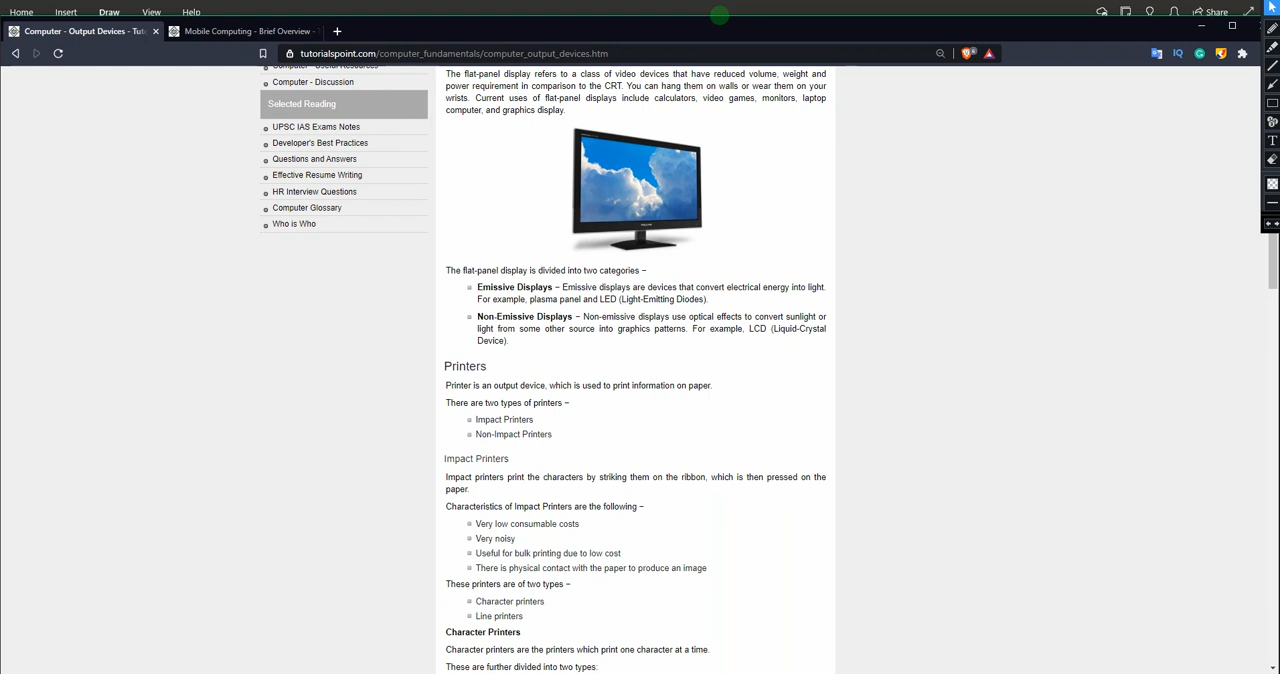 Home Insert Draw View Help
Share
Computer - Output Devices - Tuto
Mobile Computing - Brief Overview -
tutorialspoint.com/computer_fundamentals/computer_output_devices.htm
IQ
T
Computer - Useful Resources
Computer - Discussion
Selected Reading
UPSC IAS Exams Notes
Developer's Best Practices
Questions and Answers
Effective Resume Writing
HR Interview Questions
Computer Glossary
Who is Who
The flat-panel display refers to a class of video devices that have reduced volume, weight and
power requirement in comparison to the CRT. You can hang them on walls or wear them on your
wrists. Current uses of flat-panel displays include calculators, video games, monitors, laptop
computer, and graphics display.
The flat-panel display is divided into two categories −
Emissive Displays − Emissive displays are devices that convert electrical energy into light.
For example, plasma panel and LED (Light-Emitting Diodes).
Non-Emissive Displays − Non-emissive displays use optical effects to convert sunlight or
light from some other source into graphics patterns. For example, LCD (Liquid-Crystal
Device).
Printers
Printer is an output device, which is used to print information on paper.
There are two types of printers −
Impact Printers
Non-Impact Printers
Impact Printers
Impact printers print the characters by striking them on the ribbon, which is then pressed on the
paper.
Characteristics of Impact Printers are the following −
Very low consumable costs
Very noisy
Useful for bulk printing due to low cost
There is physical contact with the paper to produce an image
These printers are of two types −
Character printers
Line printers
Character Printers
Character printers are the printers which print one character at a time.
These are further divided into two types: